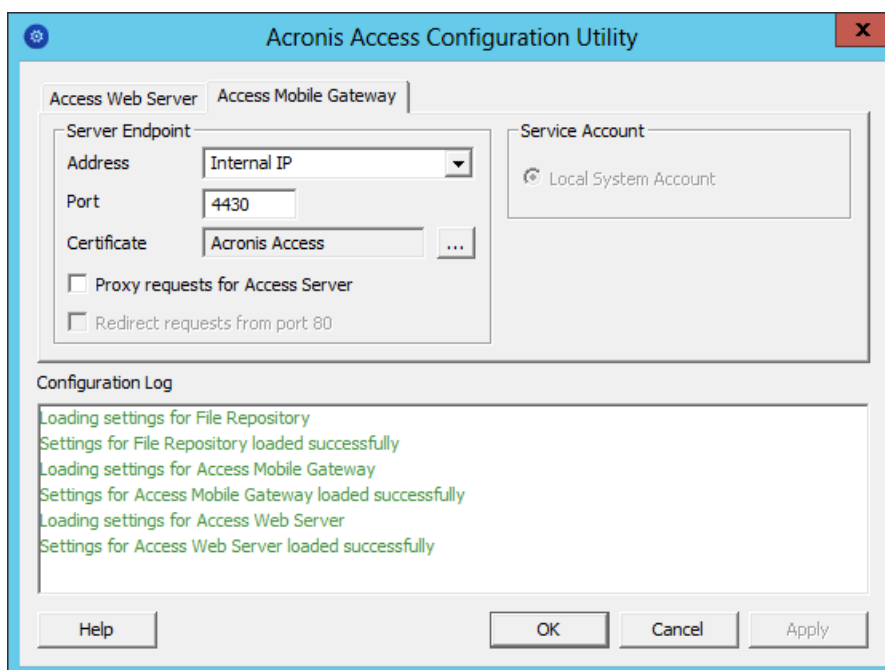 Acronis Access Configuration Utility
x
Access Web Server
Access Mobile Gateway
Server Endpoint
Address
Internal IP
Port
4430
Certificate
Acronis Access
...
Proxy requests for Access Server
Redirect requests from port 80
Service Account
Local System Account
Configuration Log
Loading settings for File Repository
Settings for File Repository loaded successfully
Loading settings for Access Mobile Gateway
Settings for Access Mobile Gateway loaded successfully
Loading settings for Access Web Server
Settings for Access Web Server loaded successfully
Help
OK
Cancel
Apply